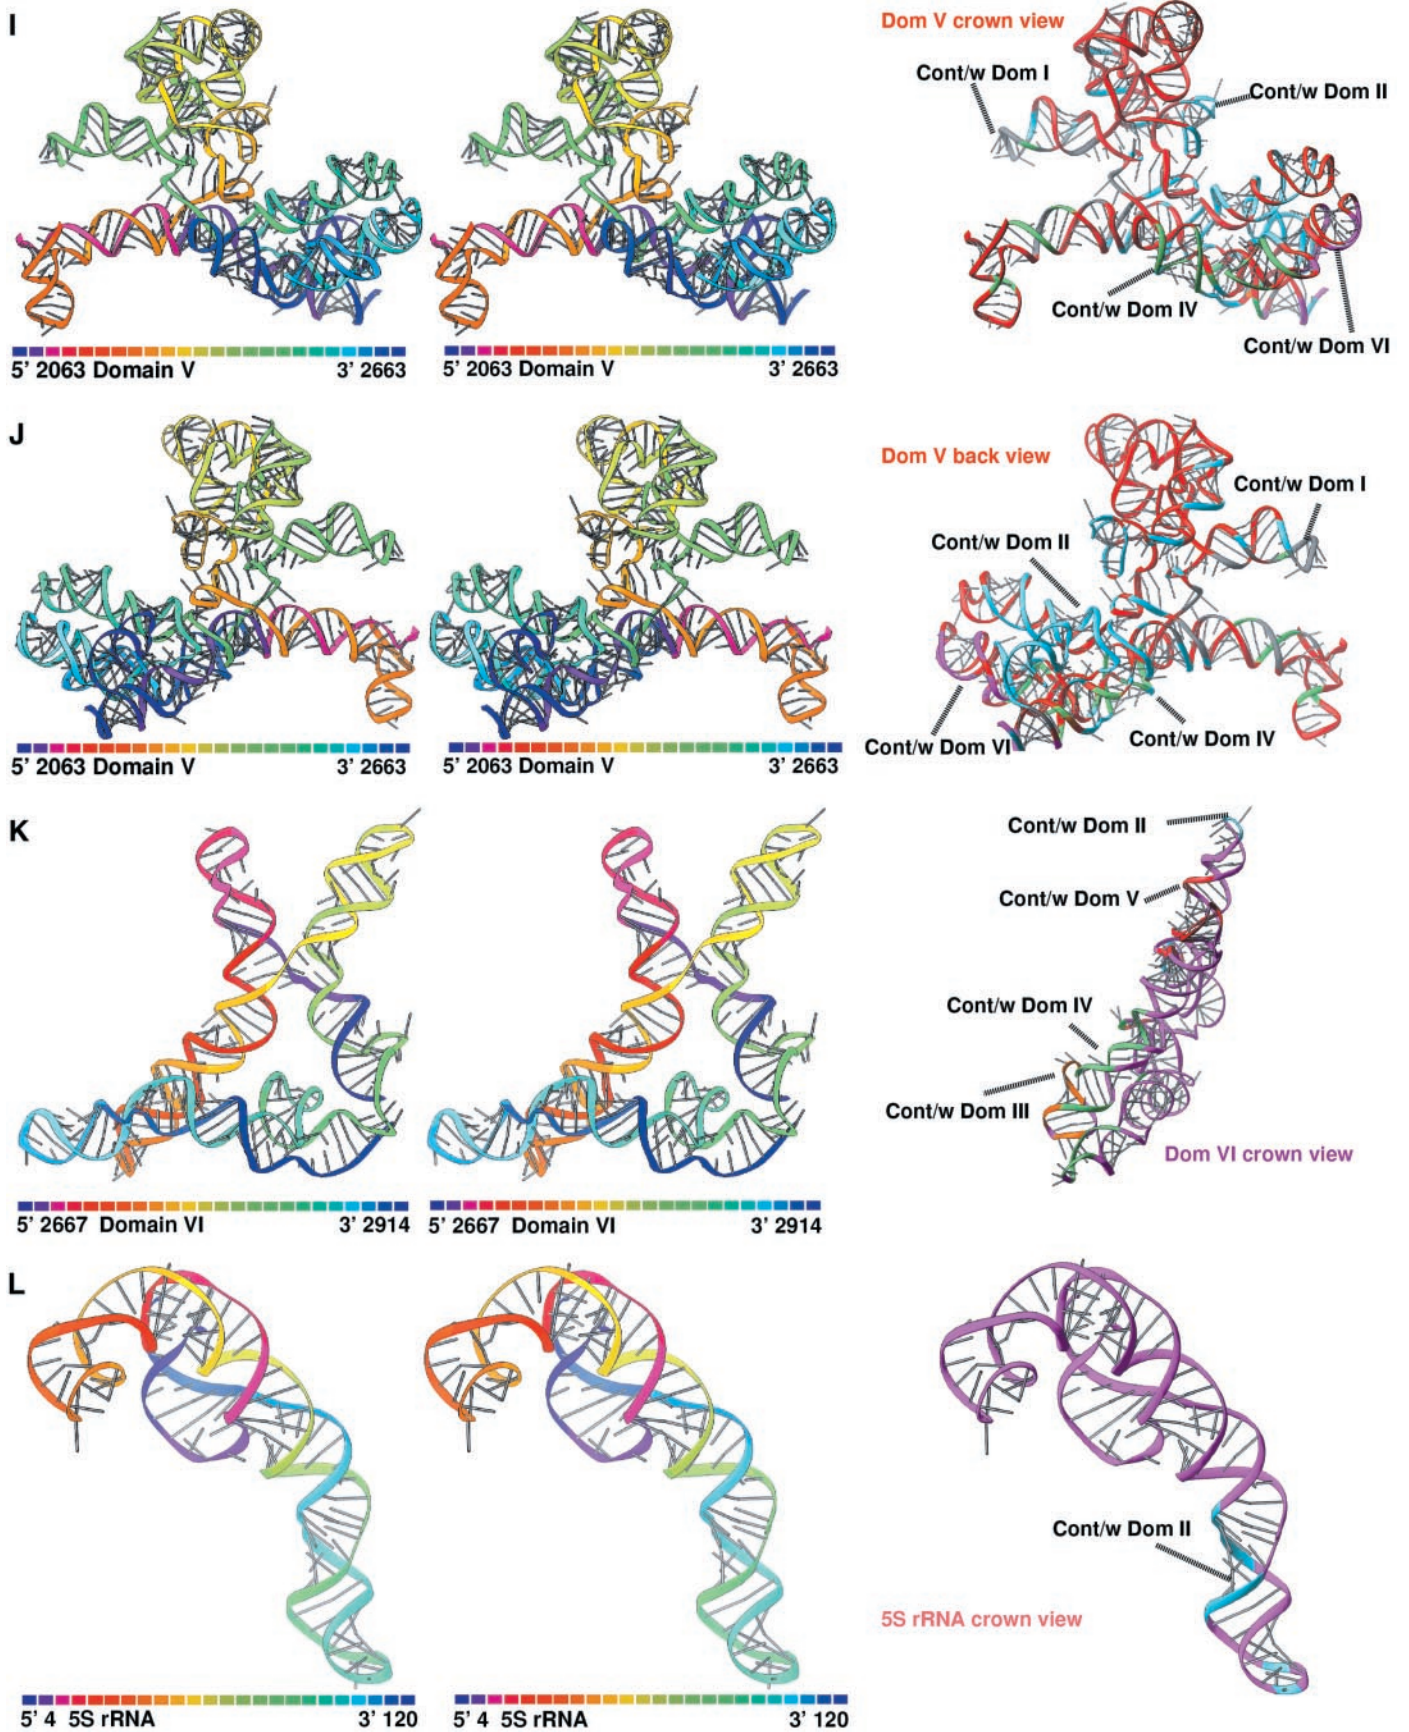 I
Dom V crown view
Cont/w Dom I
Cont/w Dom II
Cont/w Dom IV
Cont/w Dom VI
5' 2063 Domain V 3' 2663
5' 2063 Domain V 3' 2663
J
Dom V back view
Cont/w Dom I
Cont/w Dom II
Cont/w Dom VI
Cont/w Dom IV
5' 2063 Domain V 3' 2663
5' 2063 Domain V 3' 2663
K
Cont/w Dom II
Cont/w Dom V
Cont/w Dom IV
Cont/w Dom III
Dom VI crown view
5' 2667 Domain VI 3' 2914
5' 2667 Domain VI 3' 2914
L
Cont/w Dom II
5S rRNA crown view
5' 4 5S rRNA 3' 120
5' 4 5S rRNA 3' 120